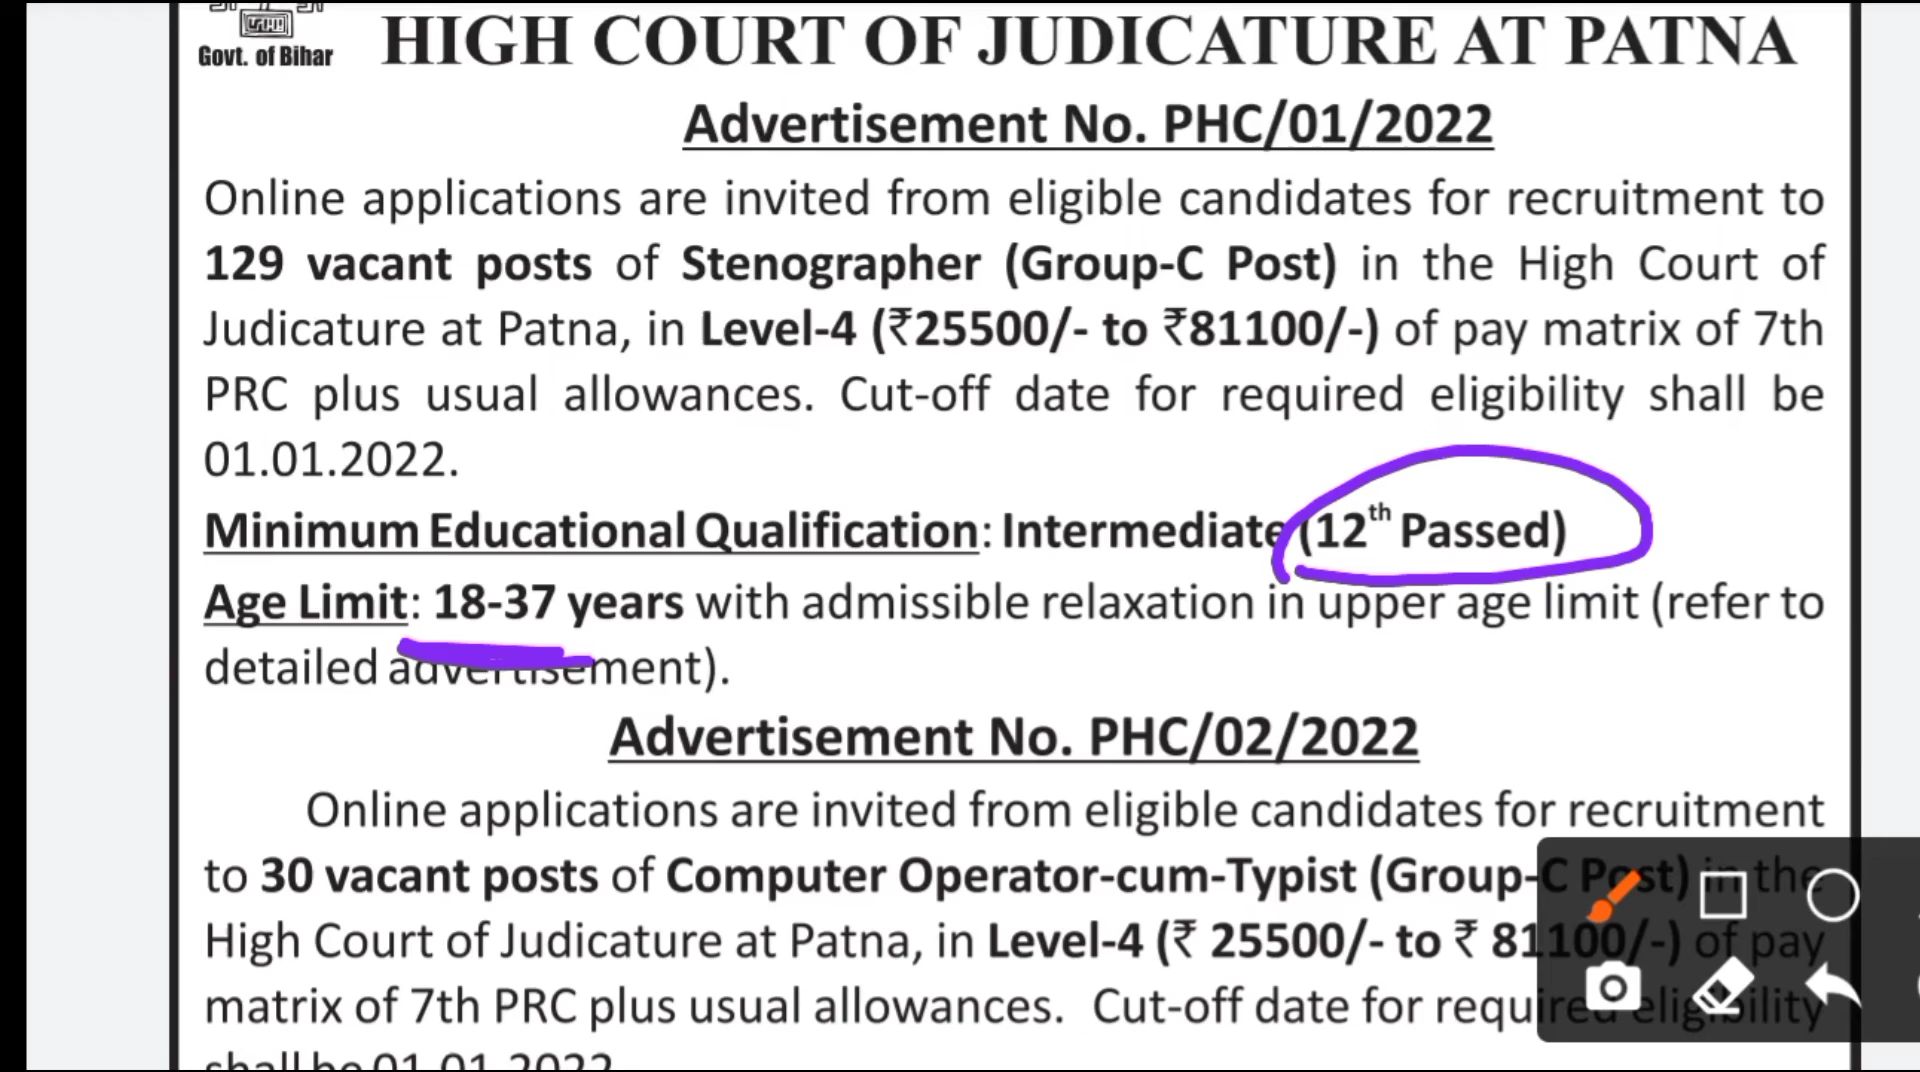 Govt. of Bihar
HIGH COURT OF JUDICATURE AT PATNA
Advertisement No. PHC/01/2022
Online applications are invited from eligible candidates for recruitment to
129 vacant posts of Stenographer (Group-C Post) in the High Court of
Judicature at Patna, in Level-4 (₹25500/- to ₹81100/-) of pay matrix of 7th
PRC plus usual allowances. Cut-off date for required eligibility shall be
01.01.2022.
Minimum Educational Qualification: Intermediate (12th Passed)
Age Limit: 18-37 years with admissible relaxation in upper age limit (refer to
detailed advertisement).
Advertisement No. PHC/02/2022
Online applications are invited from eligible candidates for recruitment
to 30 vacant posts of Computer Operator-cum-Typist (Group-C Post) in the
High Court of Judicature at Patna, in Level-4 (₹ 25500/- to ₹ 81100/-) of pay
matrix of 7th PRC plus usual allowances. Cut-off date for required eligibility
shall be 01.01.2022.